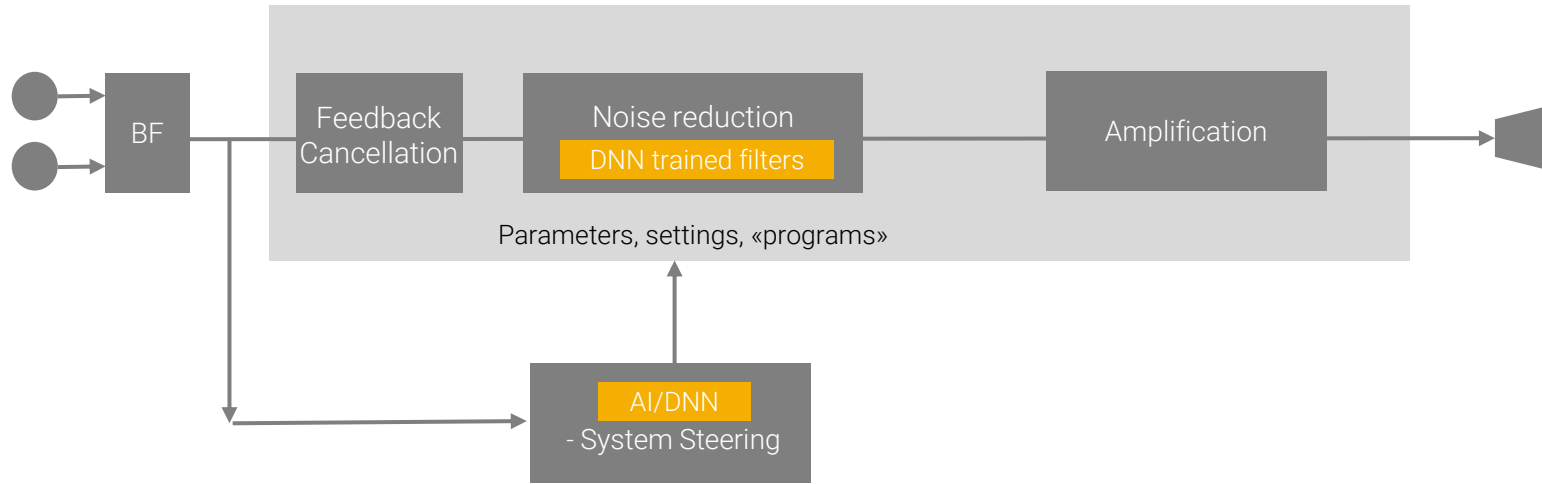 BF
Feedback
Cancellation
Noise reduction
DNN trained filters
Amplification
Parameters, settings, «programs»
AI/DNN
- System Steering